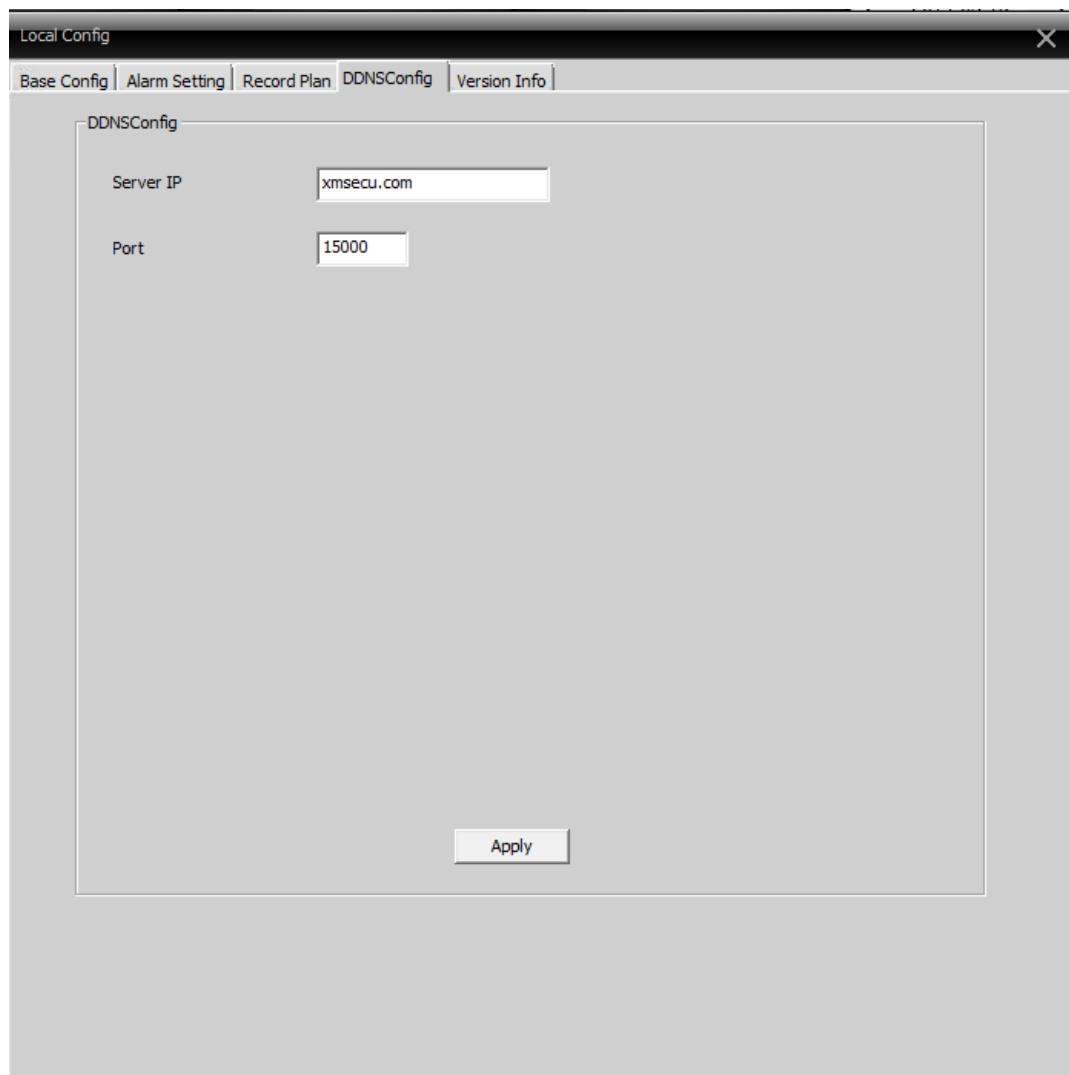 Local Config
Base Config Alarm Setting Record Plan DDNSConfig Version Info
DDNSConfig
Server IP xmsecu.com
Port 15000
Apply